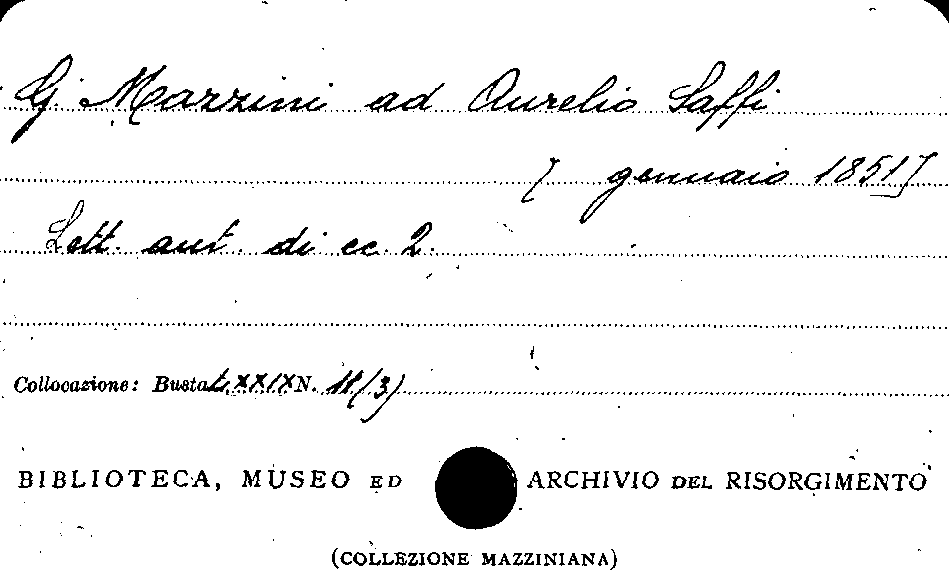 G. Mazzini ad Aurelio Saffi
[ gennaio 1851]
Lett. aut. di cc. 2.
Collocazione: Busta LXXIX N. 11/3)
BIBLIOTECA, MUSEO ED ARCHIVIO DEL RISORGIMENTO
(COLLEZIONE MAZZINIANA)